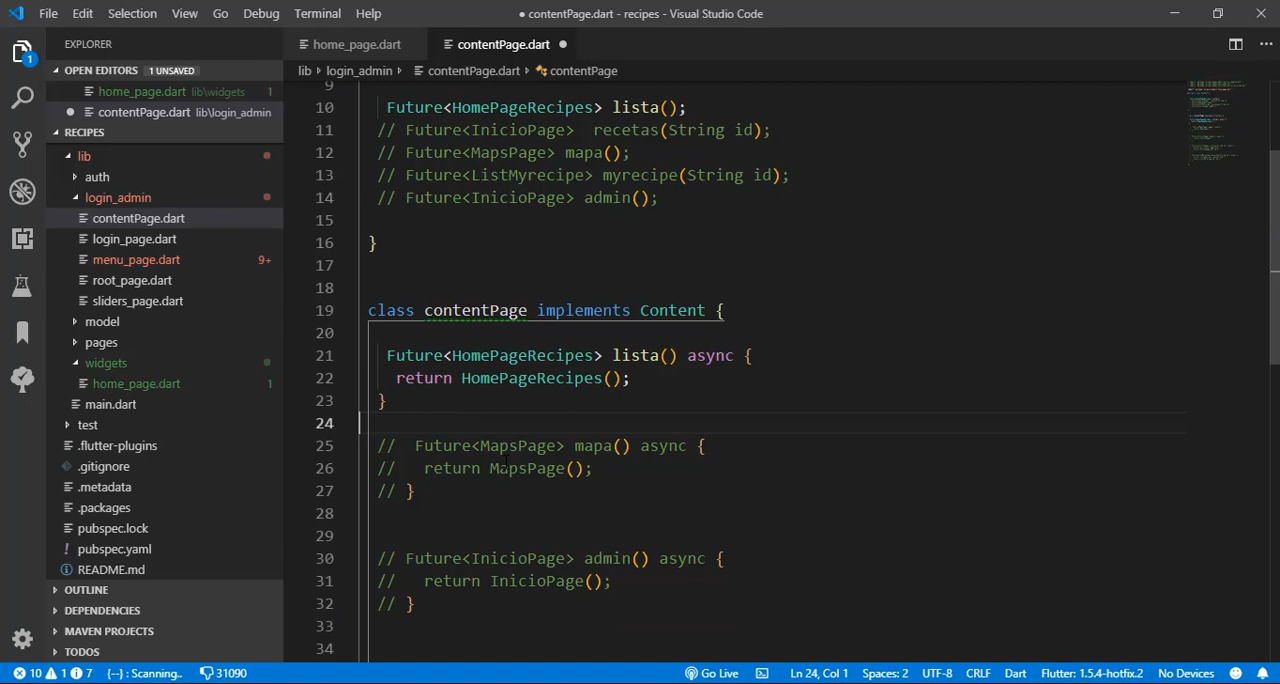 File Edit Selection View Go Debug Terminal Help
● contentPage.dart - recipes - Visual Studio Code
EXPLORER
OPEN EDITORS 1 UNSAVED
home_page.dart lib\widgets 1
contentPage.dart lib\login_admin
RECIPES
lib
auth
login_admin
contentPage.dart
login_page.dart
menu_page.dart 9+
root_page.dart
sliders_page.dart
model
pages
widgets
home_page.dart 1
main.dart
test
.flutter-plugins
.gitignore
.metadata
.packages
pubspec.lock
! pubspec.yaml
README.md
OUTLINE
DEPENDENCIES
MAVEN PROJECTS
TODOS
1
home_page.dart contentPage.dart
lib › login_admin › contentPage.dart › contentPage
9
10 Future<HomePageRecipes> lista();
11 // Future<InicioPage>  recetas(String id);
12 // Future<MapsPage> mapa();
13 // Future<ListMyrecipe> myrecipe(String id);
14 // Future<InicioPage> admin();
15
16 }
17
18
19 class contentPage implements Content {
20
21 Future<HomePageRecipes> lista() async {
22 return HomePageRecipes();
23 }
24
25 //  Future<MapsPage> mapa() async {
26 //   return MapsPage();
27 // }
28
29
30 // Future<InicioPage> admin() async {
31 //   return InicioPage();
32 // }
33
34
10 1 7 {··} : Scanning.. 31090 Go Live Ln 24, Col 1 Spaces: 2 UTF-8 CRLF Dart Flutter: 1.5.4-hotfix.2 No Devices